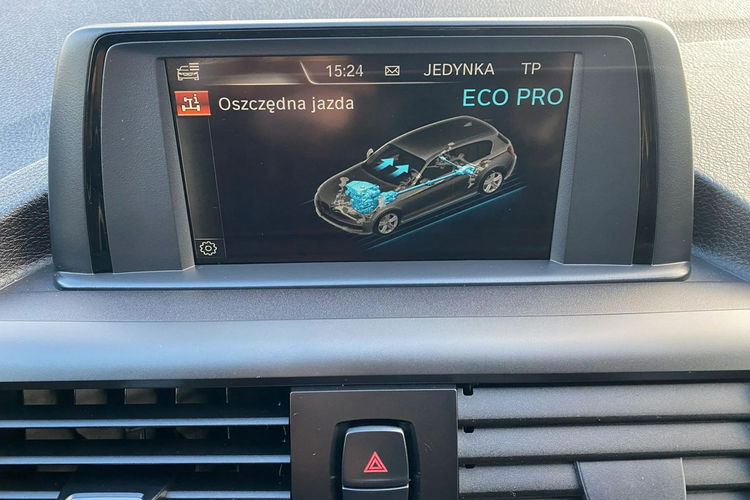 15:24 JEDYNKA TP
Oszczędna jazda ECO PRO